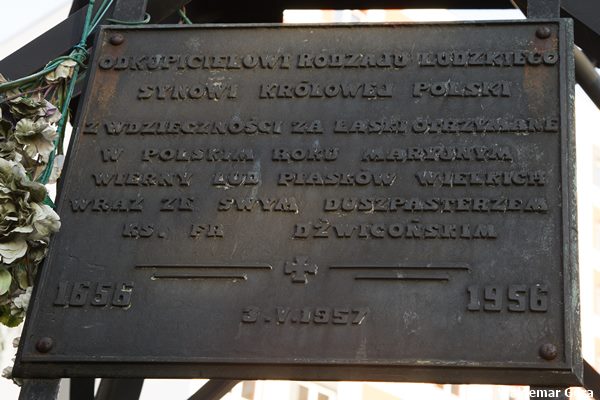 ODKUPICIELOWI RODZAJU LUDZKIEGO
SYNOWI KRÓLOWEJ POLSKI
Z WDZIĘCZNOŚCI ZA ŁASKI OTRZYMANE
W POLSKIM ROKU MARYJNYM
WIERNY LUD PIASKÓW WIELKICH
WRAZ ZE SWYM DUSZPASTERZEM
KS. FR DŹWIGOŃSKIM
1656 1956
3.V.1957